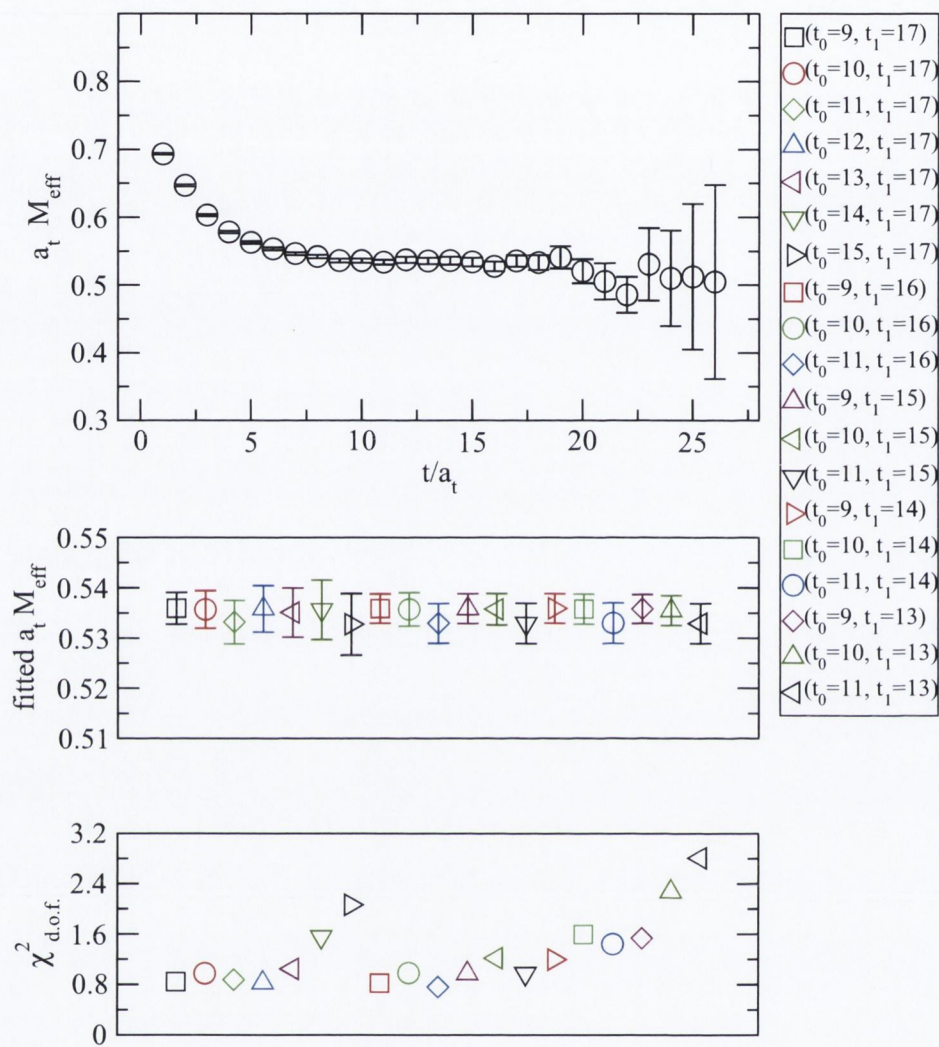 0.8
0.7
0.6
0.5
0.4
0.3
a_t M_eff
0 5 10 15 20 25
t/a_t
0.55
0.54
0.53
0.52
0.51
fitted a_t M_eff
3.2
2.4
1.6
0.8
0
χ²_d.o.f.
(t_0=9, t_1=17)
(t_0=10, t_1=17)
(t_0=11, t_1=17)
(t_0=12, t_1=17)
(t_0=13, t_1=17)
(t_0=14, t_1=17)
(t_0=15, t_1=17)
(t_0=9, t_1=16)
(t_0=10, t_1=16)
(t_0=11, t_1=16)
(t_0=9, t_1=15)
(t_0=10, t_1=15)
(t_0=11, t_1=15)
(t_0=9, t_1=14)
(t_0=10, t_1=14)
(t_0=11, t_1=14)
(t_0=9, t_1=13)
(t_0=10, t_1=13)
(t_0=11, t_1=13)